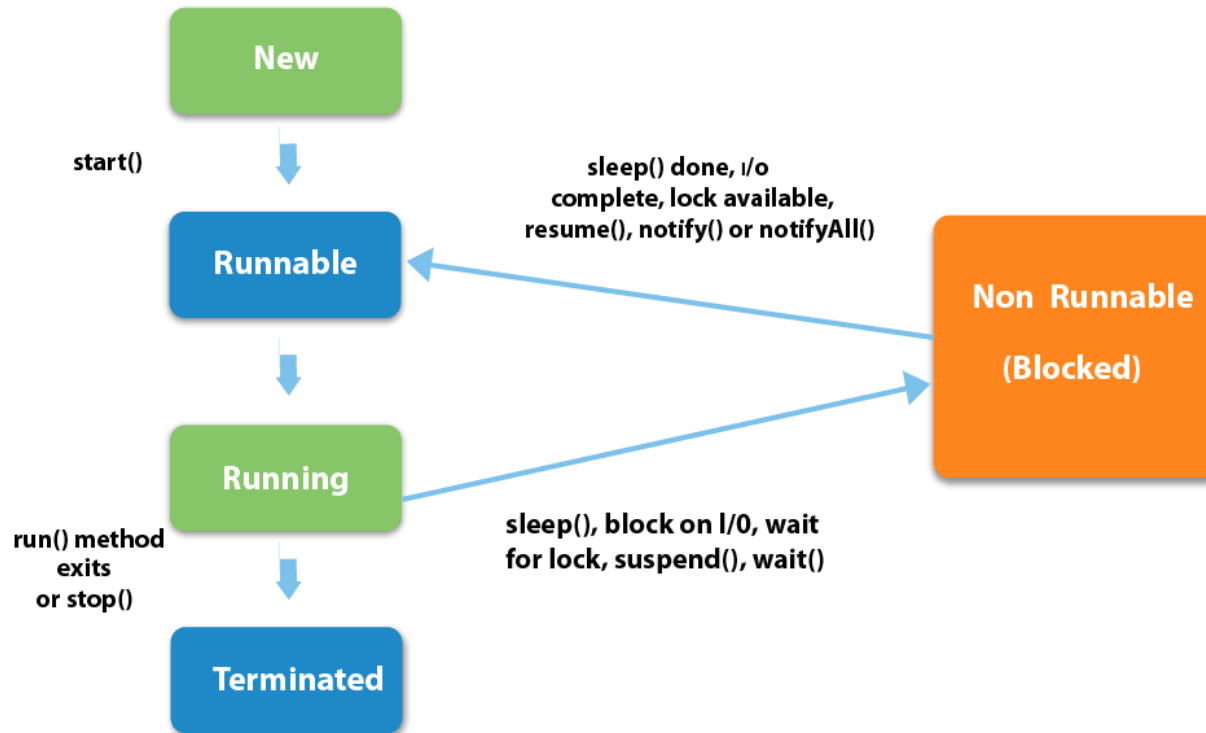 New
start()
sleep() done, ı/o
complete, lock available,
resume(), notify() or notifyAll()
Runnable
Non Runnable
(Blocked)
Running
sleep(), block on l/0, wait
for lock, suspend(), wait()
run() method
exits
or stop()
Terminated